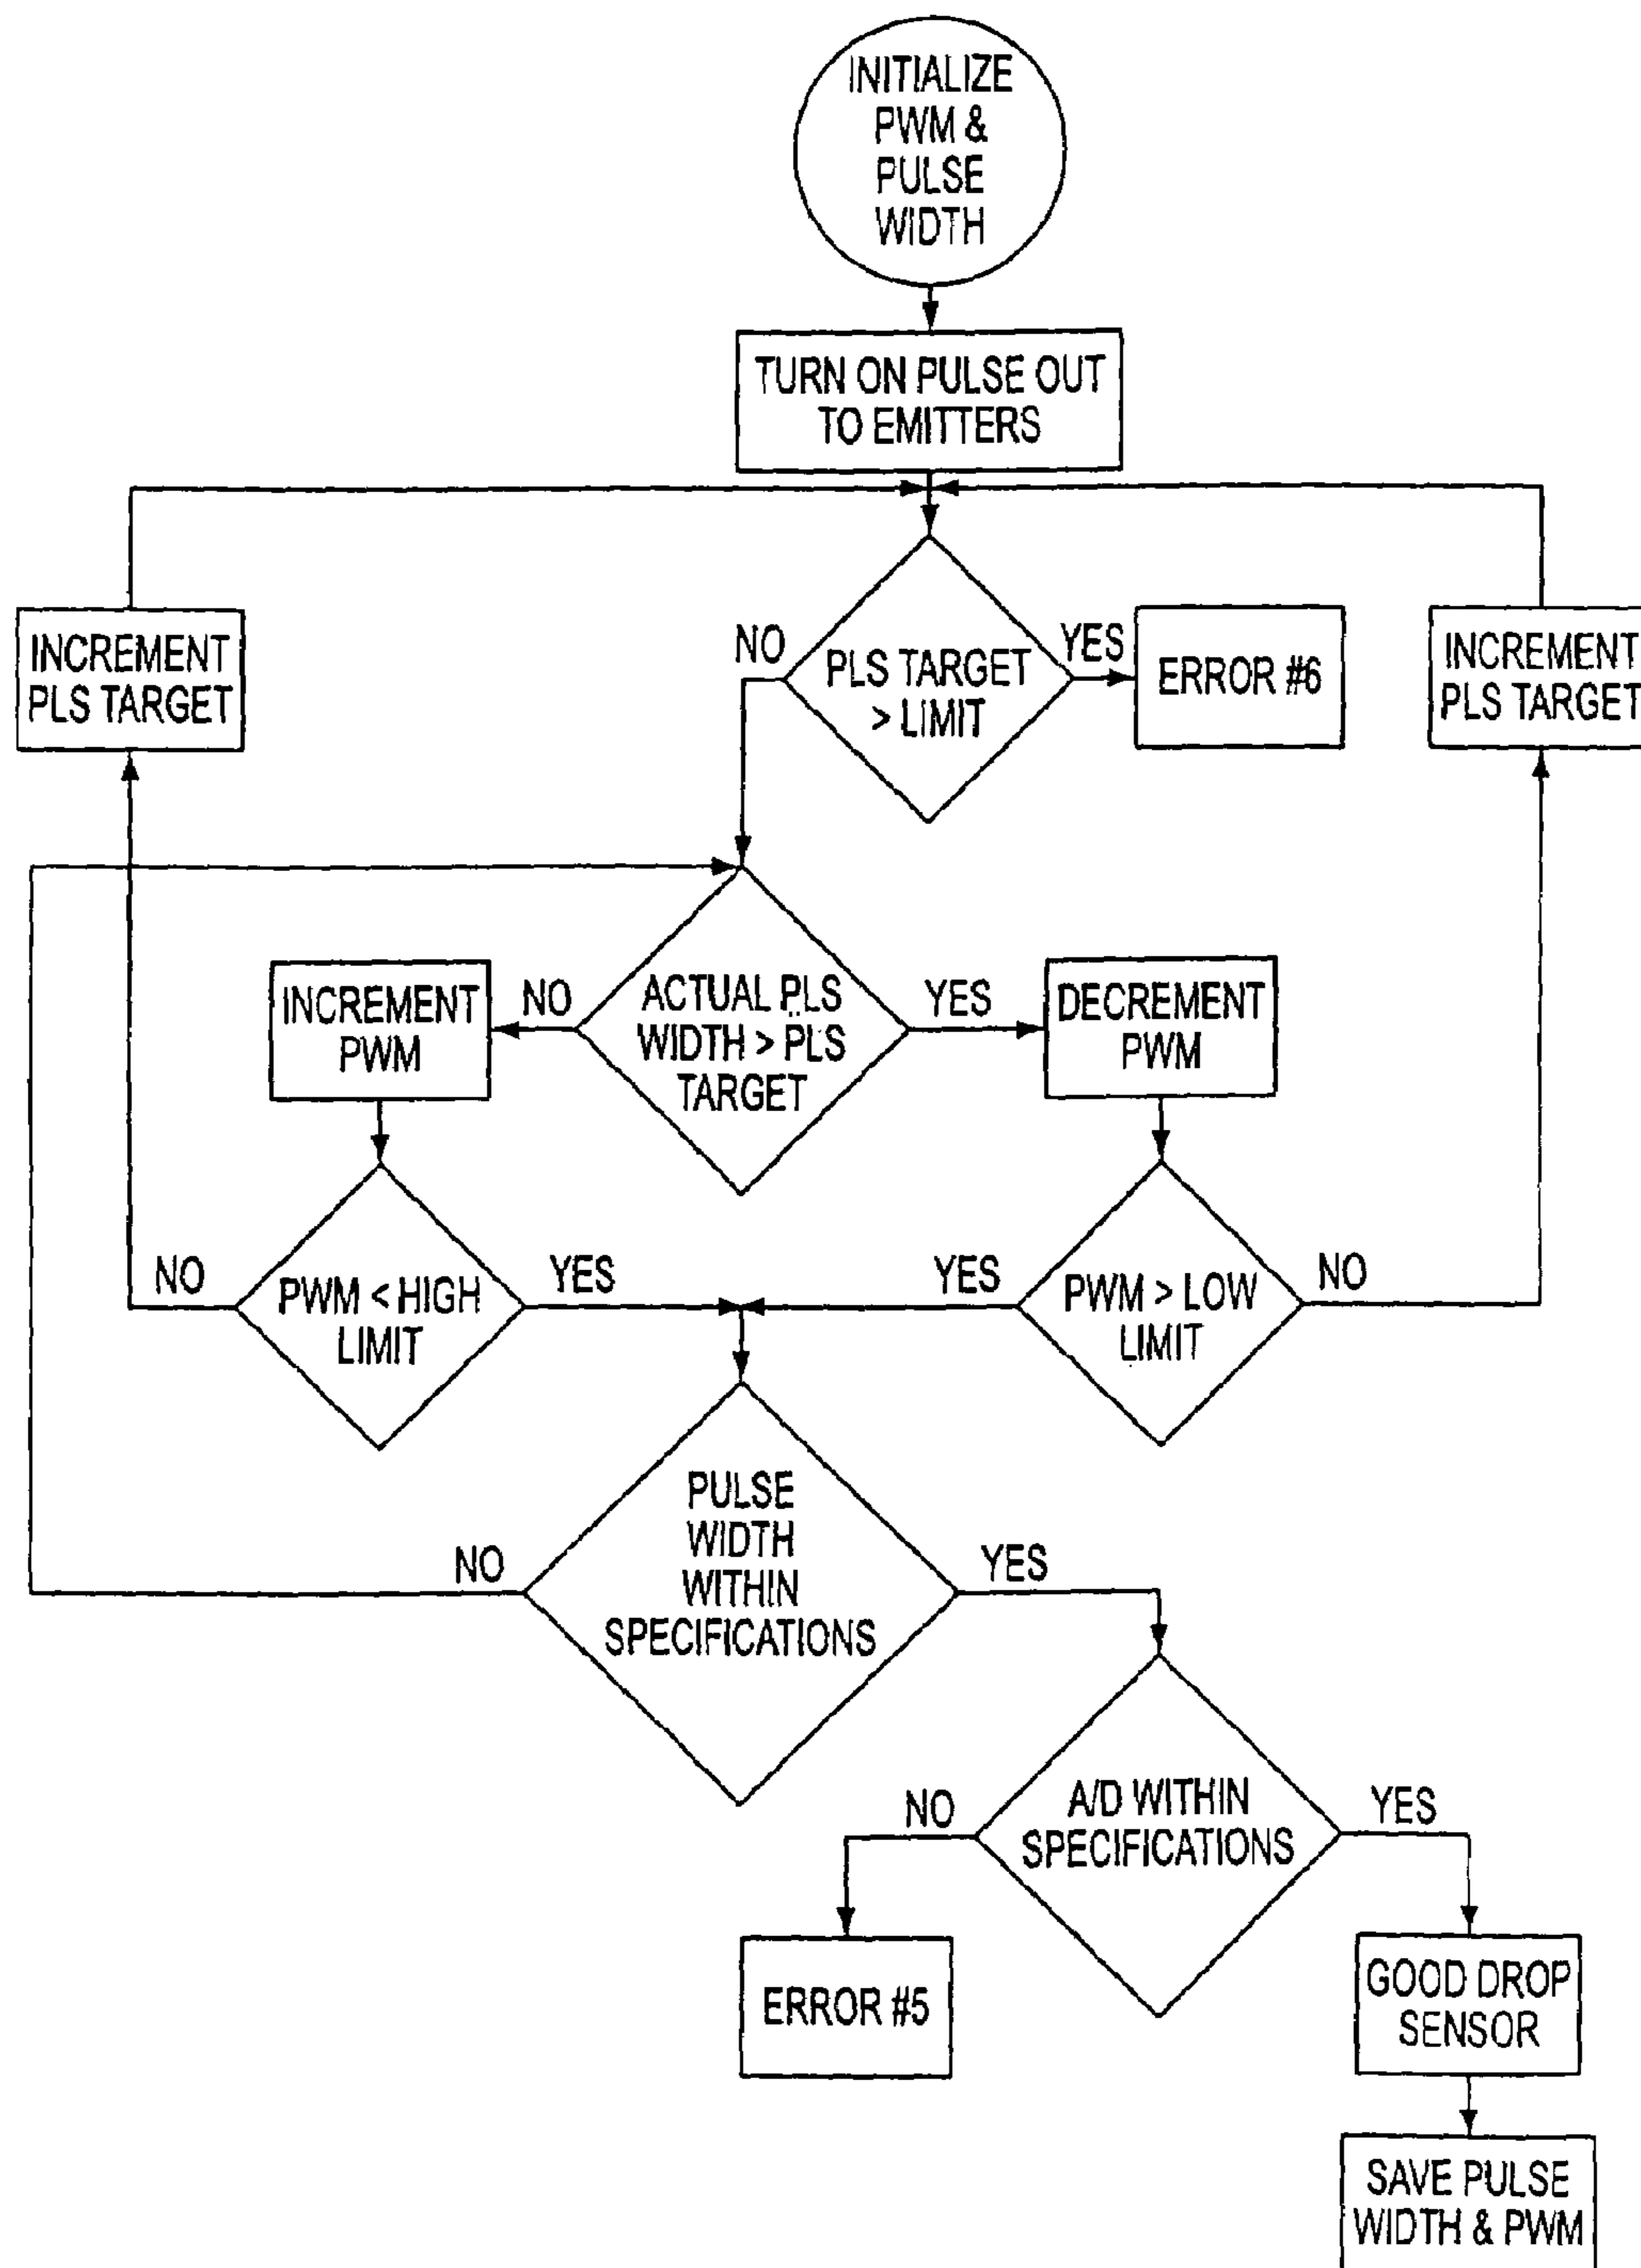 INITIALIZE
PWM &
PULSE
WIDTH
TURN ON PULSE OUT
TO EMITTERS
INCREMENT
PLS TARGET
NO
PLS TARGET
> LIMIT
YES
ERROR #6
INCREMENT
PLS TARGET
INCREMENT
PWM
NO
ACTUAL PLS
WIDTH > PLS
TARGET
YES
DECREMENT
PWM
NO
PWM < HIGH
LIMIT
YES
YES
PWM > LOW
LIMIT
NO
NO
PULSE
WIDTH
WITHIN
SPECIFICATIONS
YES
NO
A/D WITHIN
SPECIFICATIONS
YES
ERROR #5
GOOD DROP
SENSOR
SAVE PULSE
WIDTH & PWM